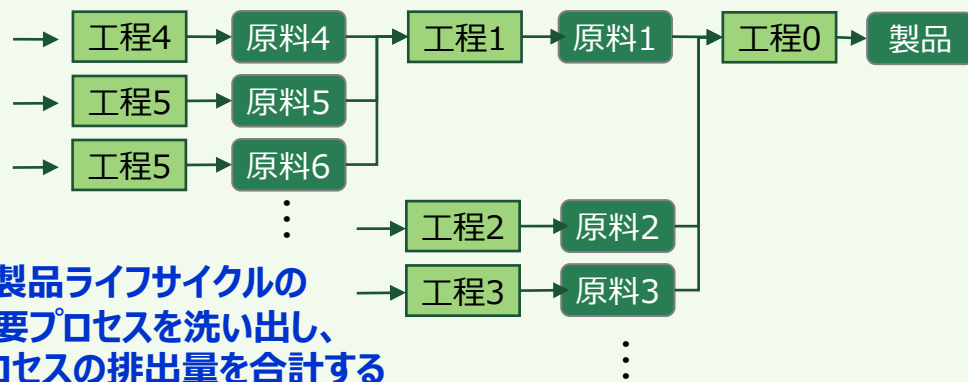 工程4 原料4 工程1 原料1 工程0 製品
工程5 原料5
工程5 原料6
工程2 原料2
工程3 原料3
製品ライフサイクルの
要プロセスを洗い出し、
ロセスの排出量を合計する